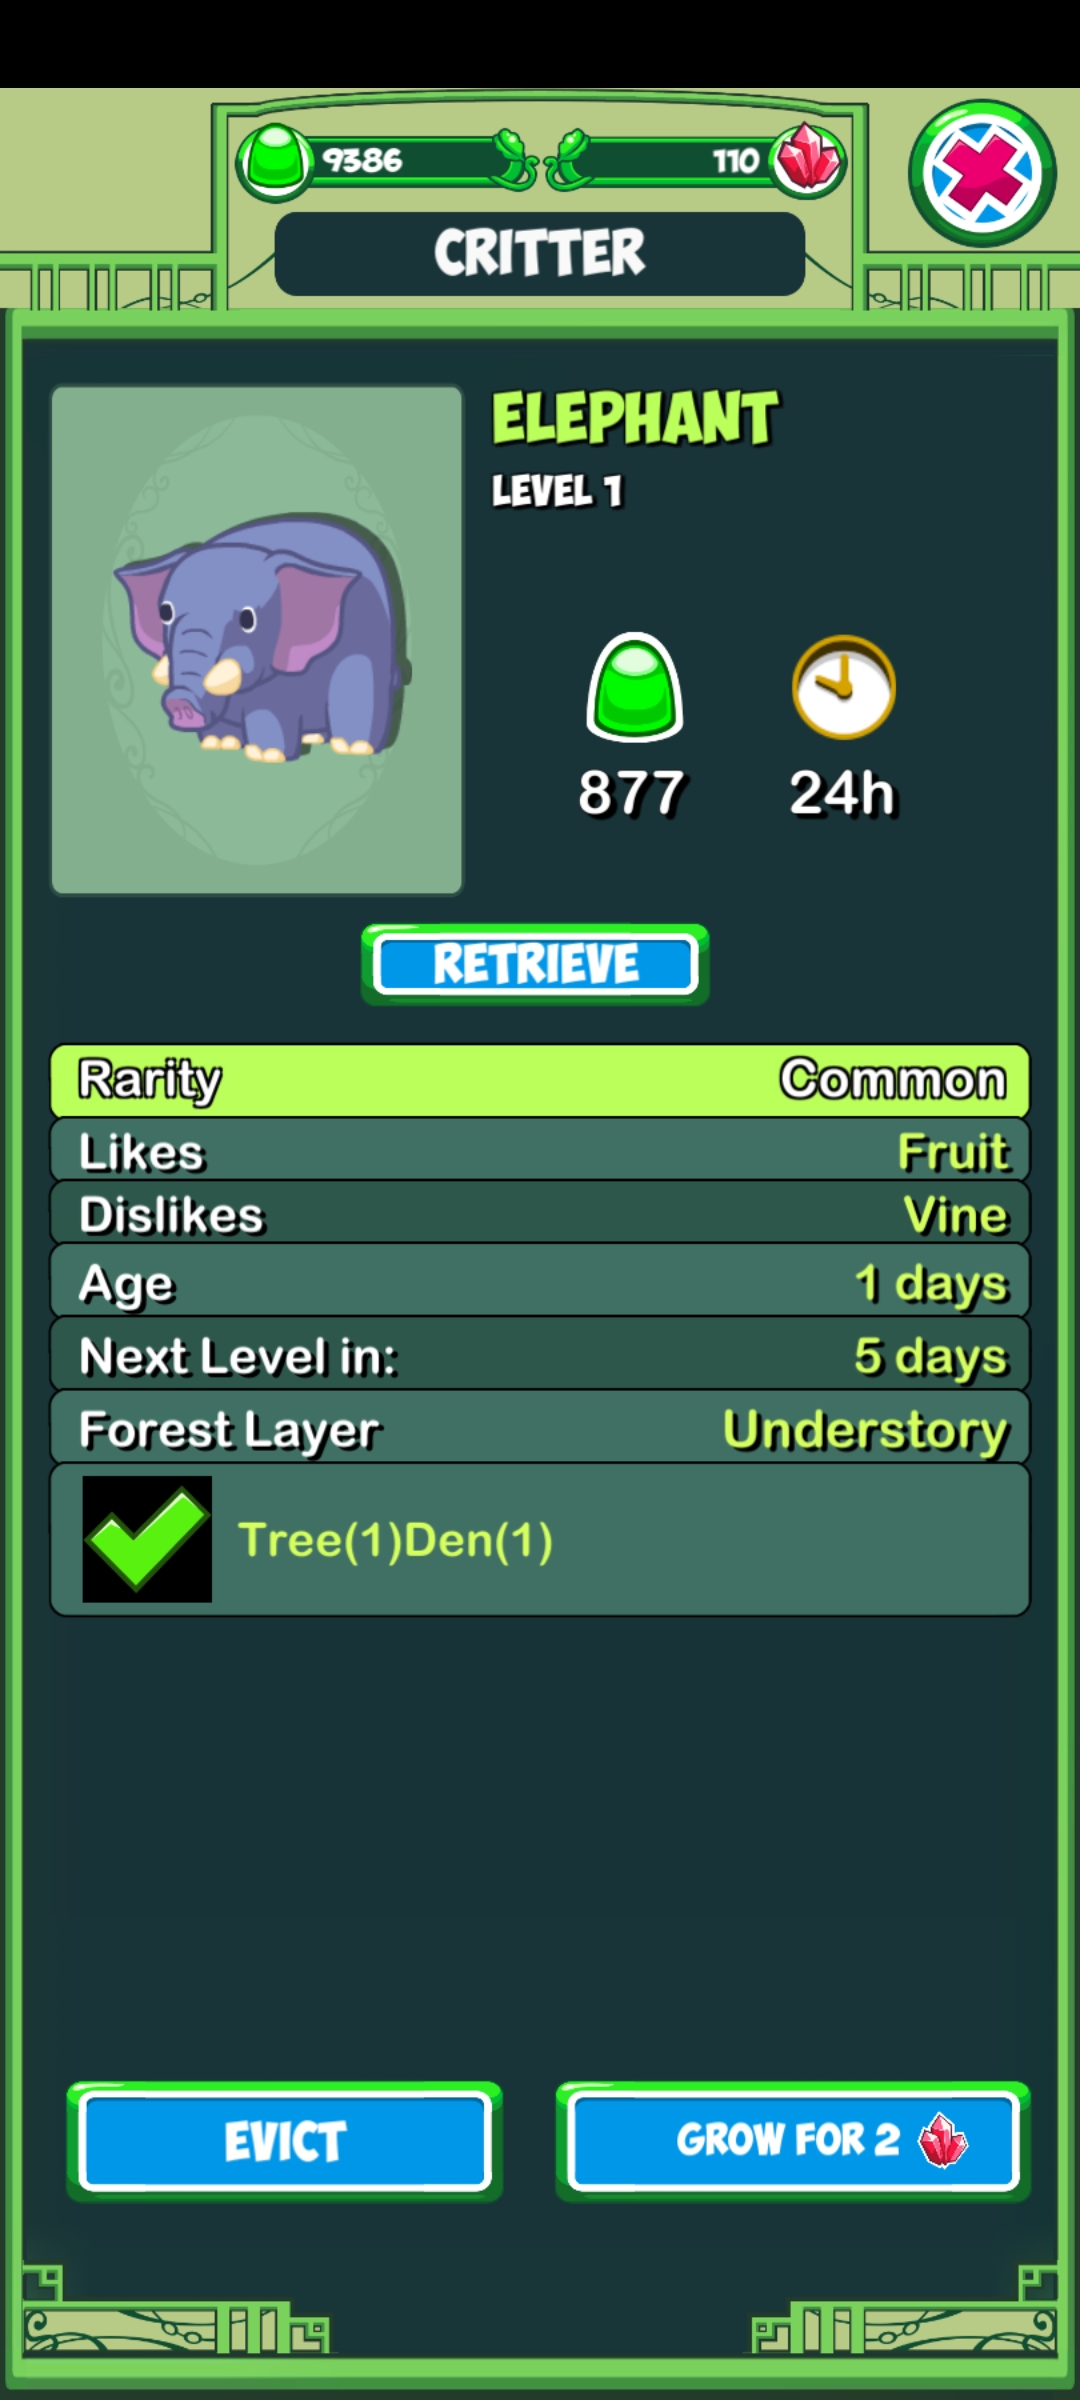 9386
110
CRITTER
ELEPHANT
LEVEL 1
877
24h
RETRIEVE
Rarity Common
Likes Fruit
Dislikes Vine
Age 1 days
Next Level in: 5 days
Forest Layer Understory
Tree(1)Den(1)
EVICT
GROW FOR 2